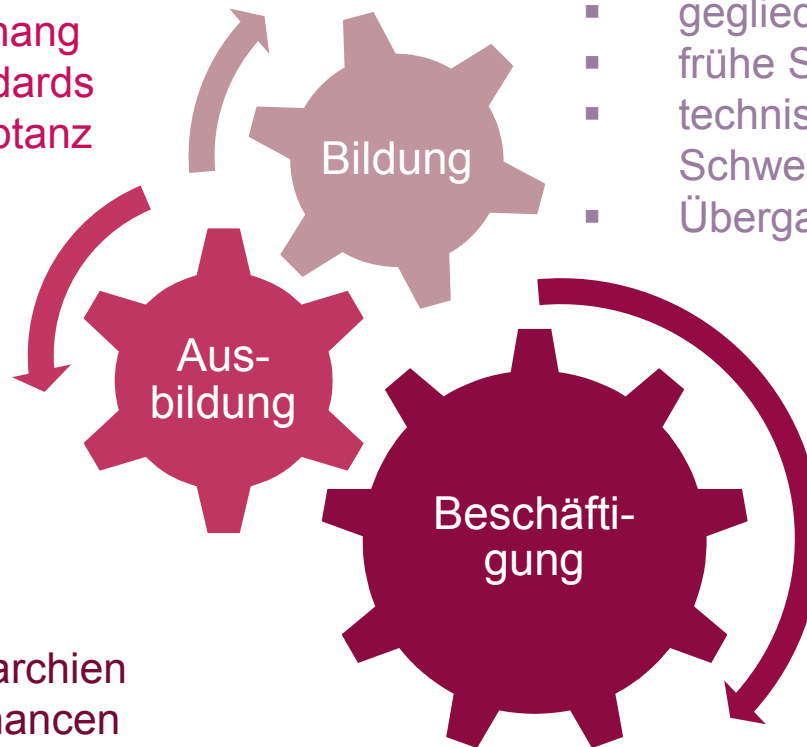 hang
dards
ptanz
▪ geglied
▪ frühe S
▪ technis
Schwe
▪ Überga
Bildung
Aus-
bildung
Beschäfti-
gung
archien
hancen